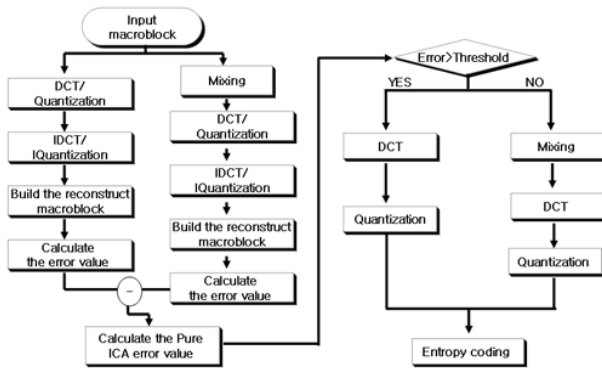 Input
macroblock
DCT/
Quantization
IDCT/
IQuantization
Build the reconstruct
macroblock
Calculate
the error value
Mixing
DCT/
Quantization
IDCT/
IQuantization
Build the reconstruct
macroblock
Calculate
the error value
−
Calculate the Pure
ICA error value
Error>Threshold
YES
NO
DCT
Quantization
Mixing
DCT
Quantization
Entropy coding